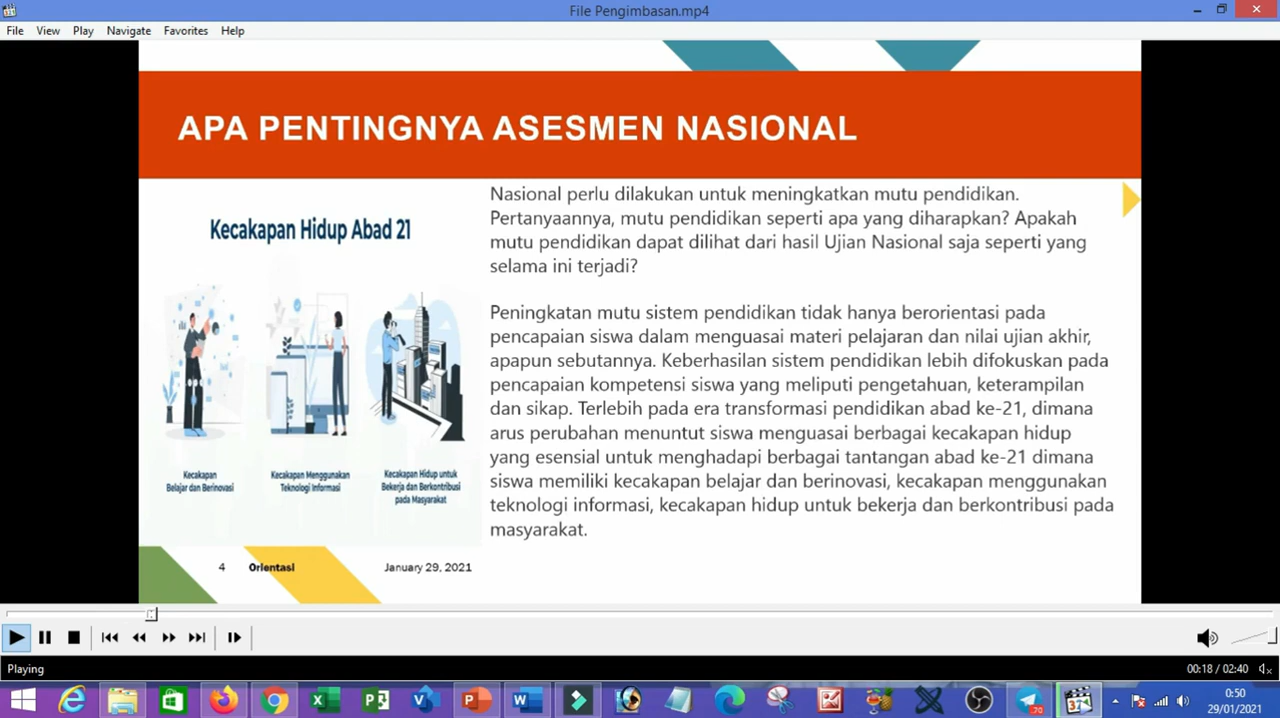 File Pengimbasan.mp4
File View Play Navigate Favorites Help
APA PENTINGNYA ASESMEN NASIONAL
Kecakapan Hidup Abad 21
Kecakapan
Belajar dan Berinovasi
Kecakapan Menggunakan
Teknologi Informasi
Kecakapan Hidup untuk
Bekerja dan Berkontribusi
pada Masyarakat
Nasional perlu dilakukan untuk meningkatkan mutu pendidikan.
Pertanyaannya, mutu pendidikan seperti apa yang diharapkan? Apakah
mutu pendidikan dapat dilihat dari hasil Ujian Nasional saja seperti yang
selama ini terjadi?
Peningkatan mutu sistem pendidikan tidak hanya berorientasi pada
pencapaian siswa dalam menguasai materi pelajaran dan nilai ujian akhir,
apapun sebutannya. Keberhasilan sistem pendidikan lebih difokuskan pada
pencapaian kompetensi siswa yang meliputi pengetahuan, keterampilan
dan sikap. Terlebih pada era transformasi pendidikan abad ke-21, dimana
arus perubahan menuntut siswa menguasai berbagai kecakapan hidup
yang esensial untuk menghadapi berbagai tantangan abad ke-21 dimana
siswa memiliki kecakapan belajar dan berinovasi, kecakapan menggunakan
teknologi informasi, kecakapan hidup untuk bekerja dan berkontribusi pada
masyarakat.
4 Orientasi January 29, 2021
Playing
00:18 / 02:40
0:50
29/01/2021